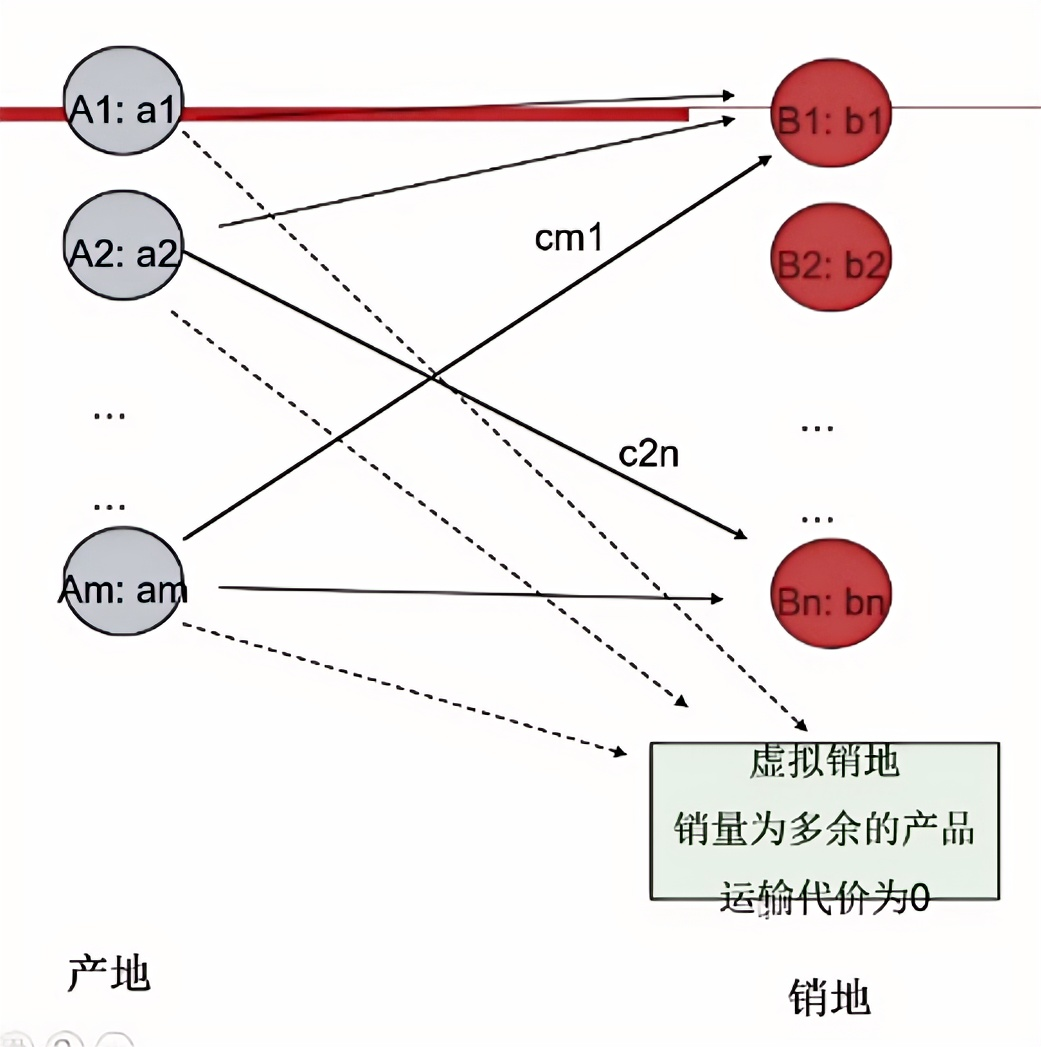 A1: a1
B1: b1
A2: a2
cm1
B2: b2
...
...
c2n
...
...
Am: am
Bn: bn
虚拟销地
销量为多余的产品
运输代价为0
产地
销地